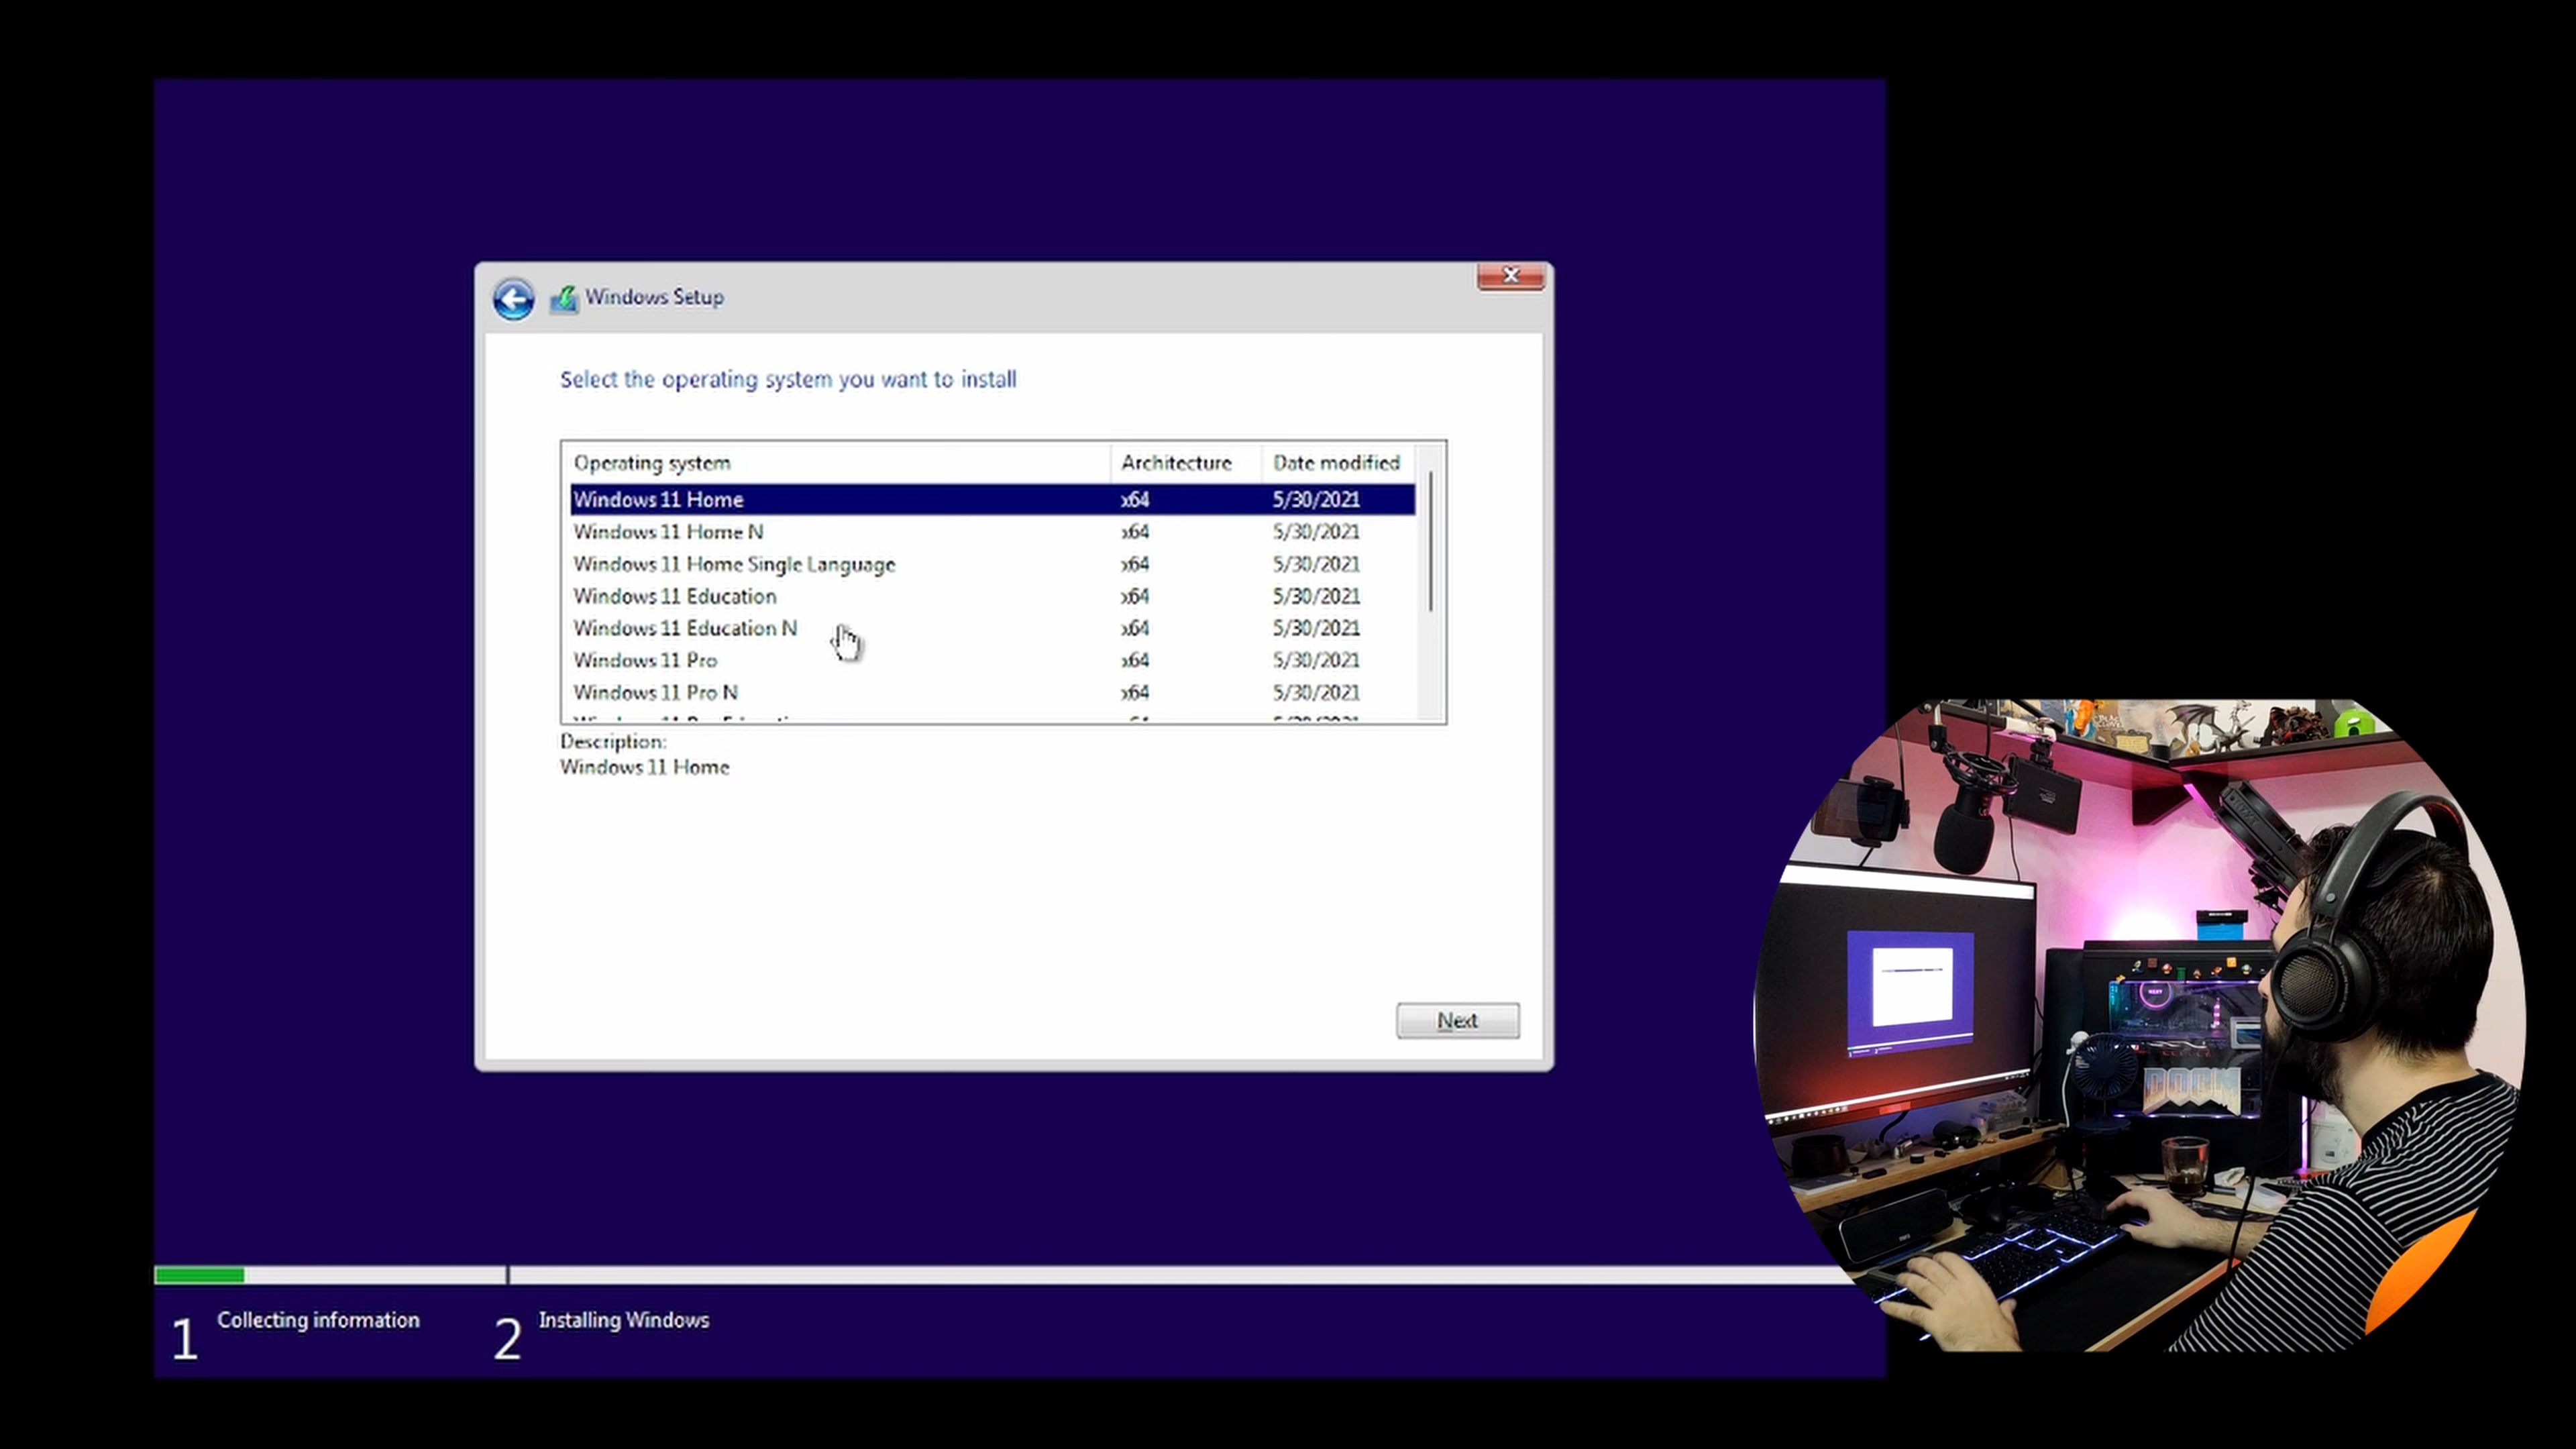 Windows Setup
Select the operating system you want to install
Operating system Architecture Date modified
Windows 11 Home x64 5/30/2021
Windows 11 Home N x64 5/30/2021
Windows 11 Home Single Language x64 5/30/2021
Windows 11 Education x64 5/30/2021
Windows 11 Education N x64 5/30/2021
Windows 11 Pro x64 5/30/2021
Windows 11 Pro N x64 5/30/2021
Description:
Windows 11 Home
Next
1 Collecting information
2 Installing Windows
DOOM